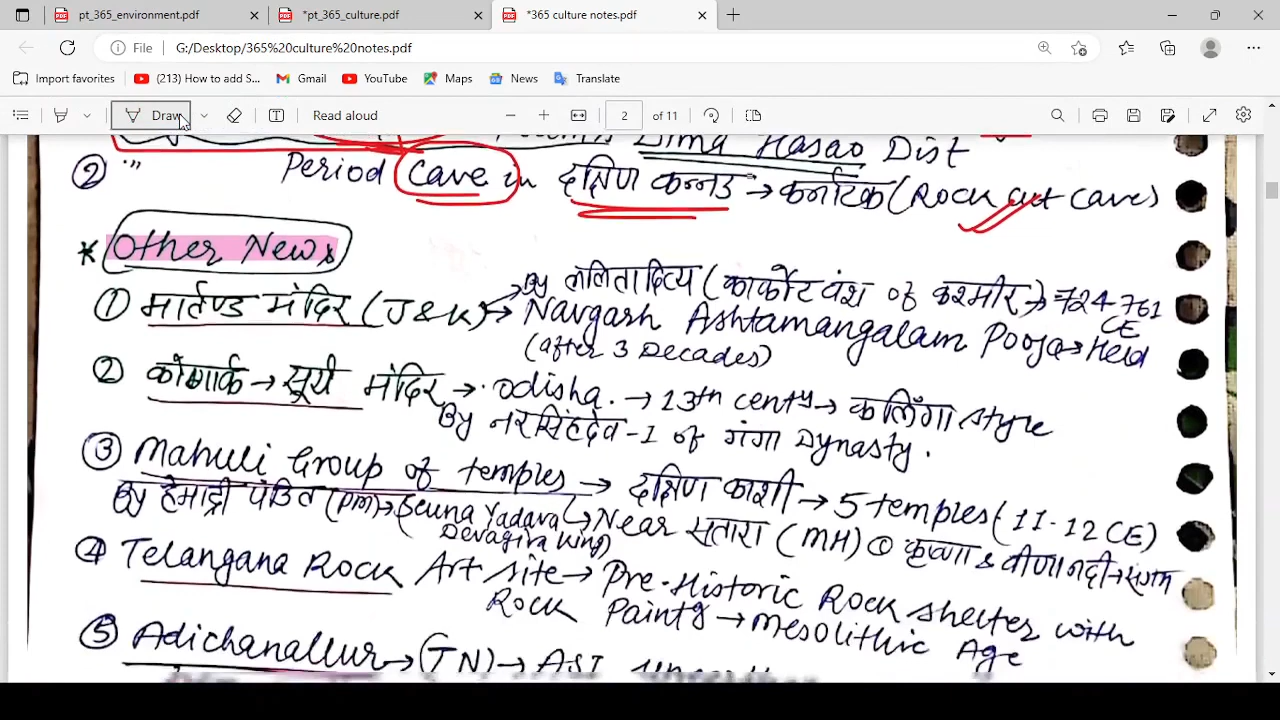 pt_365_environment.pdf *pt_365_culture.pdf *365 culture notes.pdf
File G:/Desktop/365%20culture%20notes.pdf
Import favorites (213) How to add S... Gmail YouTube Maps News Translate
Draw Read aloud 2 of 11
Dima Hasao Dist
② "" Period Cave in दक्षिण कन्नड → कर्नाटक (Rock art Cave)
* Other News
① मार्तण्ड मंदिर (J&K) → By ललितादित्य (कार्कोट वंश of कश्मीर) → 724-761 CE
→ Navgarh Ashtamangalam Pooja → Held
(after 3 Decades)
② कोणार्क → सूर्य मंदिर → odisha. → 13th centy → कलिँगा style
By नरसिंहदेव-1 of गंगा Dynasty.
③ Mahuli Group of temples → दक्षिण काशी → 5 temples (11-12 CE)
By हेमाद्री पंडित (PM) → (Seuna Yadava Devagiri King) → Near सतारा (MH) @ कृष्णा & वीणा नदी →
④ Telangana Rock Art site → Pre-Historic Rock shelter with
Rock Paintgs → Mesolithic Age
⑤ Adichanallur → (TN) → ASI